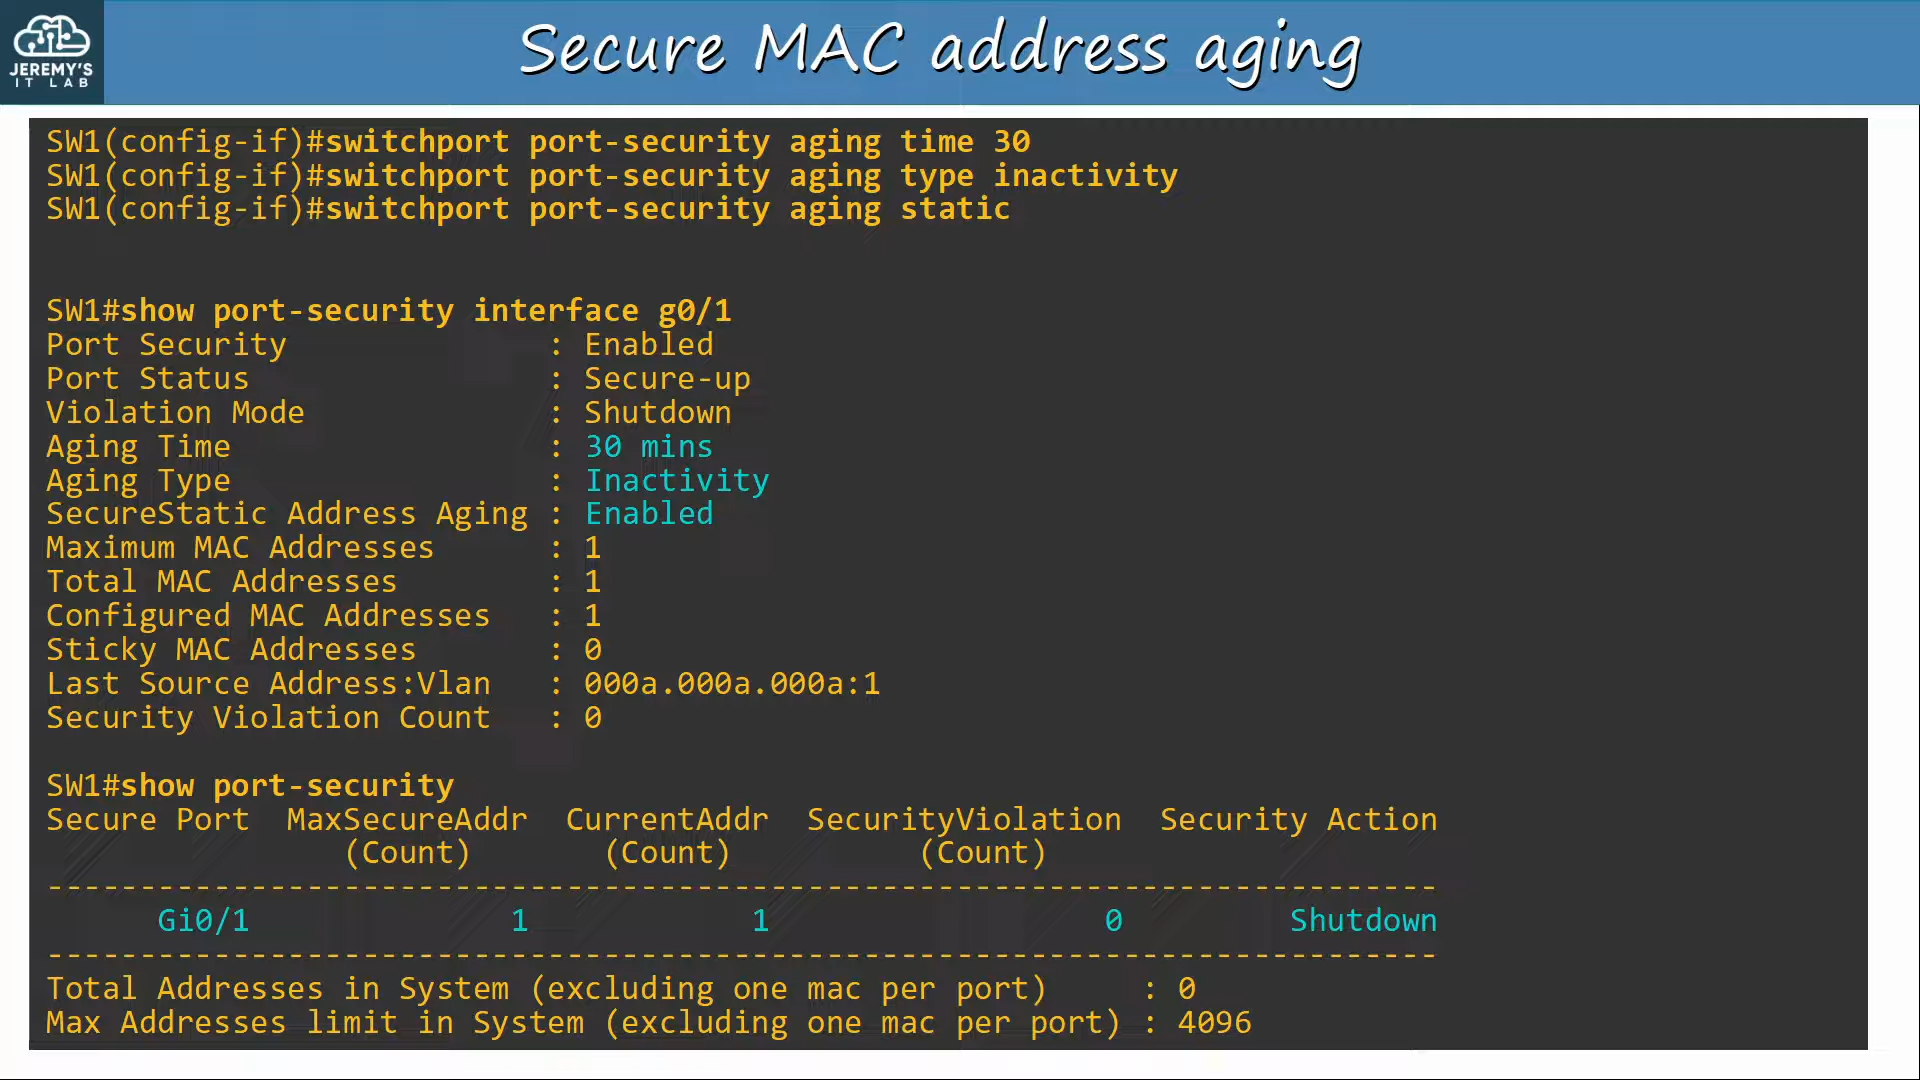 JEREMY'S
IT LAB
Secure MAC address aging
SW1(config-if)#switchport port-security aging time 30
SW1(config-if)#switchport port-security aging type inactivity
SW1(config-if)#switchport port-security aging static
SW1#show port-security interface g0/1
Port Security : Enabled
Port Status : Secure-up
Violation Mode : Shutdown
Aging Time : 30 mins
Aging Type : Inactivity
SecureStatic Address Aging : Enabled
Maximum MAC Addresses : 1
Total MAC Addresses : 1
Configured MAC Addresses : 1
Sticky MAC Addresses : 0
Last Source Address:Vlan : 000a.000a.000a:1
Security Violation Count : 0
SW1#show port-security
Secure Port MaxSecureAddr CurrentAddr SecurityViolation Security Action
(Count) (Count) (Count)
---------------------------------------------------------------------------
Gi0/1 1 1 0 Shutdown
---------------------------------------------------------------------------
Total Addresses in System (excluding one mac per port) : 0
Max Addresses limit in System (excluding one mac per port) : 4096